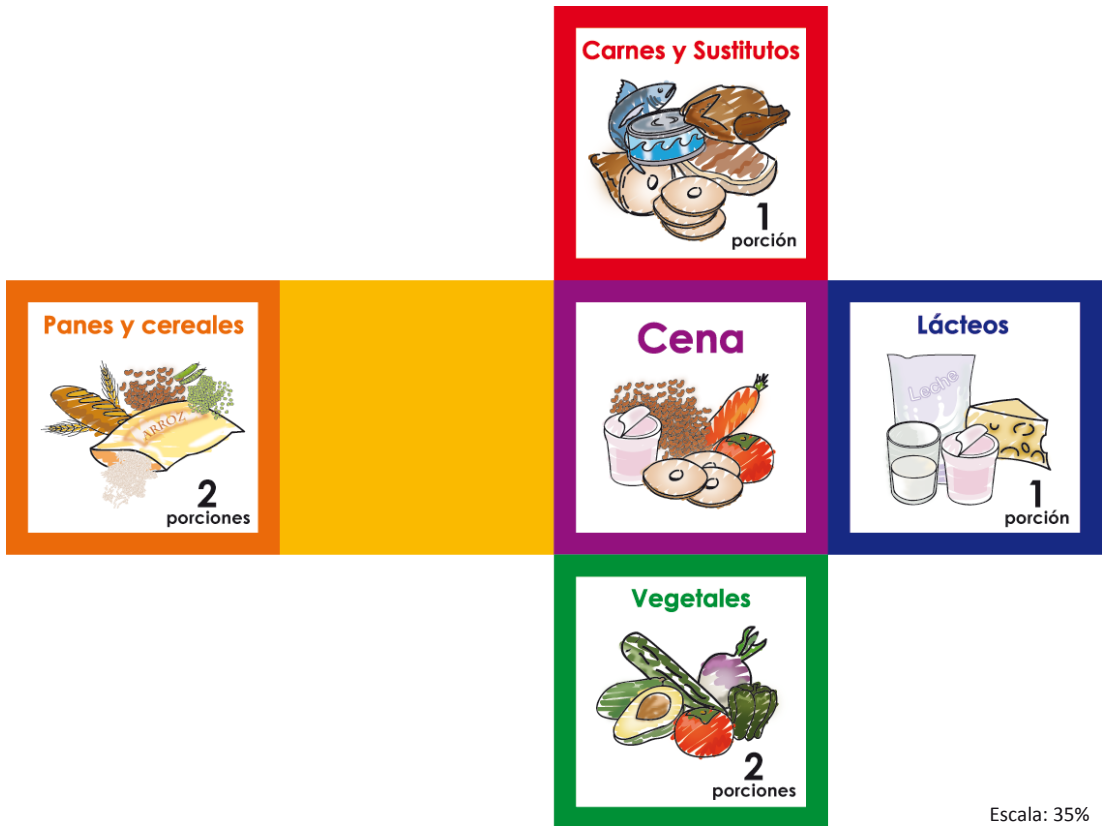 Carnes y Sustitutos
1
porción
Panes y cereales
ARROZ
2
porciones
Cena
Lácteos
Leche
1
porción
Vegetales
2
porciones
Escala: 35%